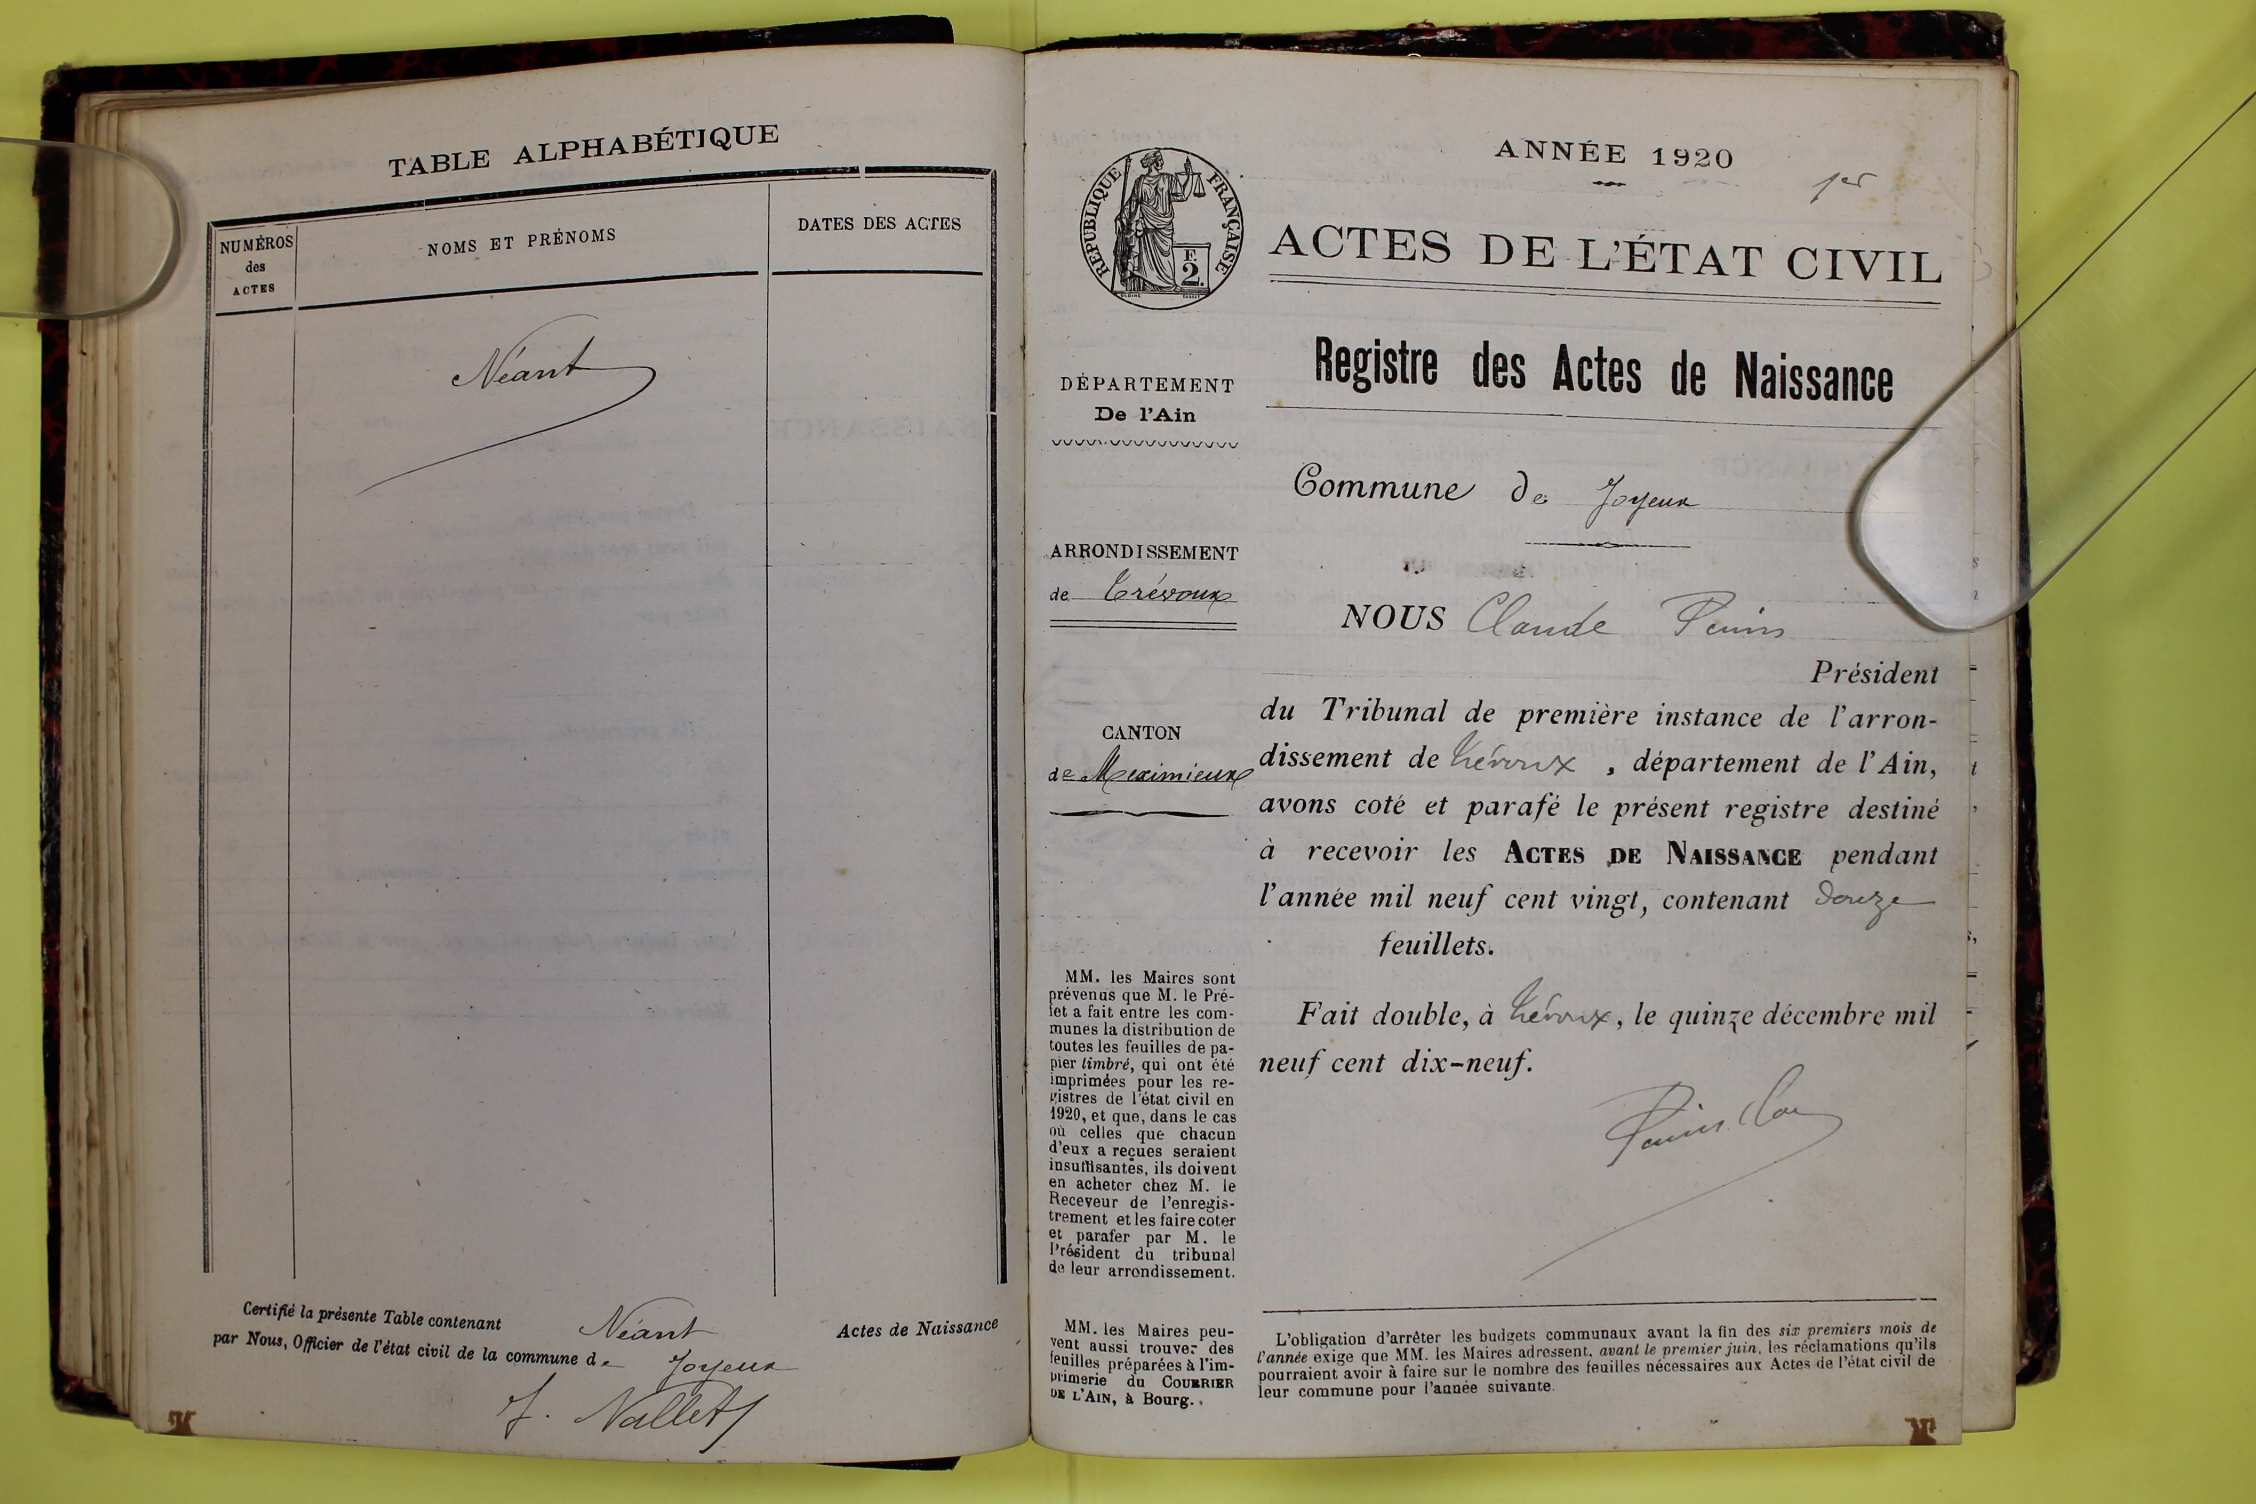 TABLE ALPHABÉTIQUE
NUMÉROS
des
ACTES
NOMS ET PRÉNOMS
DATES DES ACTES
Néant
Certifié la présente Table contenant Néant Actes de Naissance
par Nous, Officier de l'état civil de la commune de Joyeux
J. Nallet
ANNÉE 1920
1er
RÉPUBLIQUE FRANÇAISE
F
2.
ACTES DE L'ÉTAT CIVIL
Registre des Actes de Naissance
DÉPARTEMENT
De l'Ain
ARRONDISSEMENT
de Trévoux
CANTON
de Meximieux
MM. les Maires sont
prévenus que M. le Pré-
fet a fait entre les com-
munes la distribution de
toutes les feuilles de pa-
pier timbré, qui ont été
imprimées pour les re-
gistres de l'état civil en
1920, et que, dans le cas
où celles que chacun
d'eux a reçues seraient
insuffisantes, ils doivent
en acheter chez M. le
Receveur de l'enregis-
trement et les faire coter
et parafer par M. le
Président du tribunal
de leur arrondissement.
MM. les Maires peu-
vent aussi trouver des
feuilles préparées à l'im-
primerie du COURRIER
DE L'AIN, à Bourg.
Commune de Joyeux
NOUS Claude
Président
du Tribunal de première instance de l'arron-
dissement de Trévoux, département de l'Ain,
avons coté et parafé le présent registre destiné
à recevoir les ACTES DE NAISSANCE pendant
l'année mil neuf cent vingt, contenant douze
feuillets.
Fait double, à Trévoux, le quinze décembre mil
neuf cent dix-neuf.
L'obligation d'arrêter les budgets communaux avant la fin des six premiers mois de
l'année exige que MM. les Maires adressent, avant le premier juin, les réclamations qu'ils
pourraient avoir à faire sur le nombre des feuilles nécessaires aux Actes de l'état civil de
leur commune pour l'année suivante.